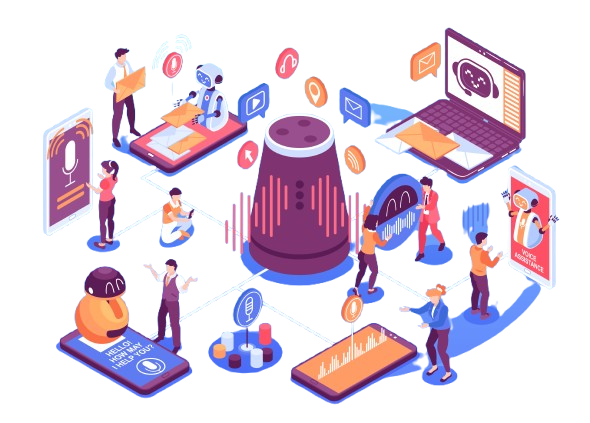 VOICE
ASSISTANCE
HELLO!
HOW MAY
I HELP YOU?